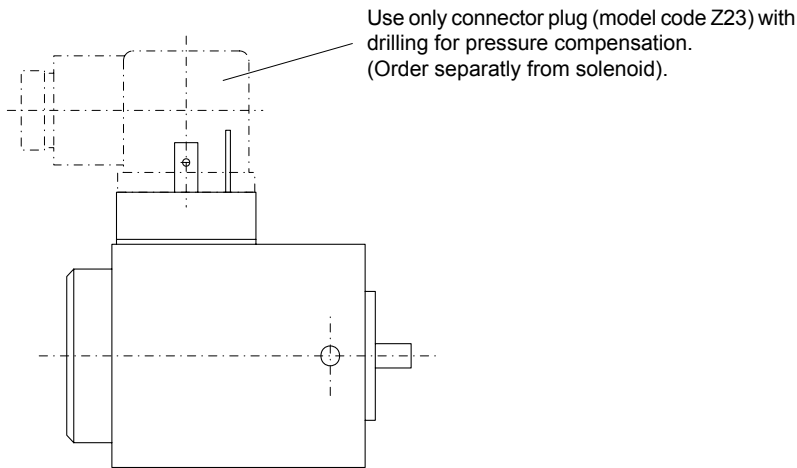 Use only connector plug (model code Z23) with
drilling for pressure compensation.
(Order separatly from solenoid).